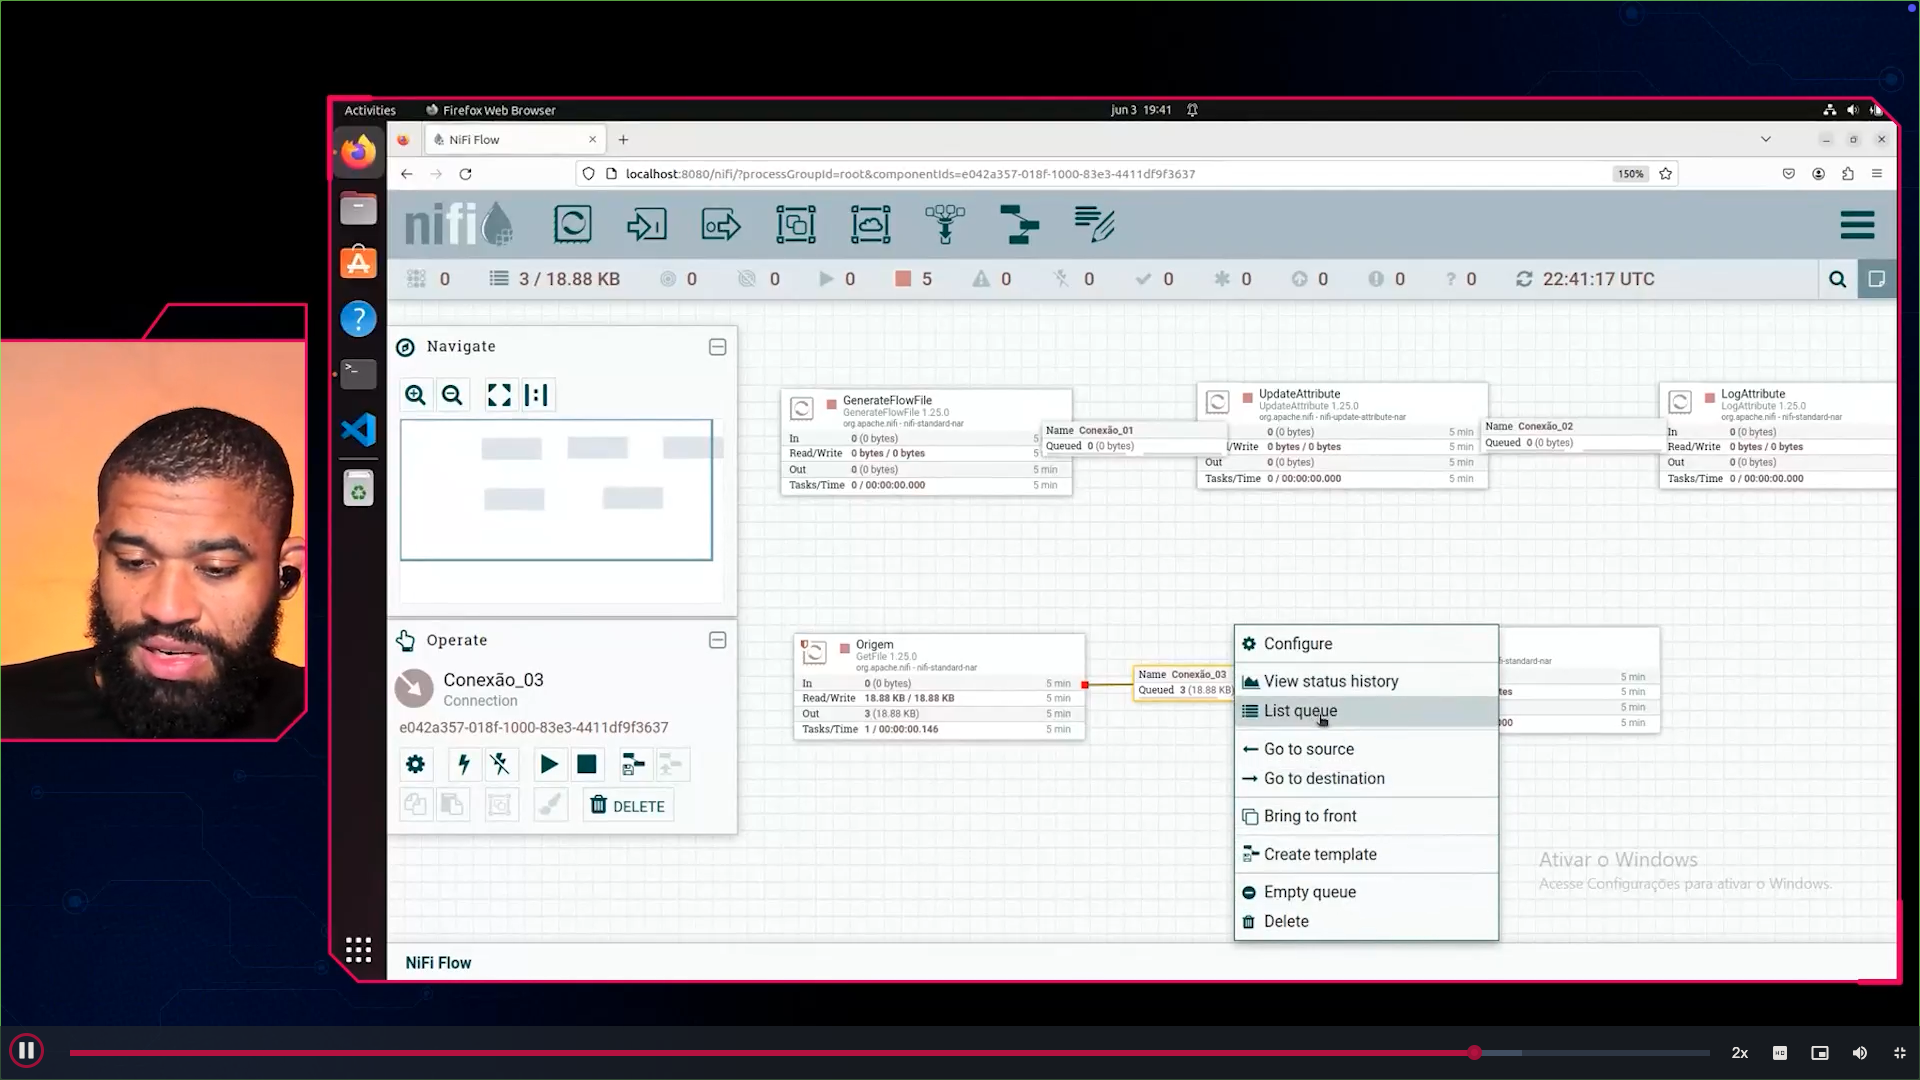 Activities
Firefox Web Browser
jun 3 19:41
NiFi Flow
localhost:8080/nifi/?processGroupId=root&componentIds=e042a357-018f-1000-83e3-4411df9f3637
150%
nifi
0
3 / 18.88 KB
0
0
0
5
0
0
0
0
0
0
? 0
22:41:17 UTC
Navigate
GenerateFlowFile
GenerateFlowFile 1.25.0
org.apache.nifi - nifi-standard-nar
In 0 (0 bytes) 5
Read/Write 0 bytes / 0 bytes
Out 0 (0 bytes) 5 min
Tasks/Time 0 / 00:00:00.000 5 min
Name Conexão_01
Queued 0 (0 bytes)
UpdateAttribute
UpdateAttribute 1.25.0
org.apache.nifi - nifi-update-attribute-nar
0 (0 bytes) 5 min
/Write 0 bytes / 0 bytes 5 min
Out 0 (0 bytes) 5 min
Tasks/Time 0 / 00:00:00.000 5 min
Name Conexão_02
Queued 0 (0 bytes)
LogAttribute
LogAttribute 1.25.0
org.apache.nifi - nifi-standard-nar
In 0 (0 bytes)
Read/Write 0 bytes / 0 bytes
Out 0 (0 bytes)
Tasks/Time 0 / 00:00:00.000
Operate
Conexão_03
Connection
e042a357-018f-1000-83e3-4411df9f3637
DELETE
Origem
GetFile 1.25.0
org.apache.nifi - nifi-standard-nar
In 0 (0 bytes) 5 min
Read/Write 18.88 KB / 18.88 KB 5 min
Out 3 (18.88 KB) 5 min
Tasks/Time 1 / 00:00:00.146 5 min
Name Conexão_03
Queued 3 (18.88 KB)
Configure
View status history
List queue
Go to source
Go to destination
Bring to front
Create template
Empty queue
Delete
fi-standard-nar
5 min
tes 5 min
5 min
000 5 min
Ativar o Windows
Acesse Configurações para ativar o Windows.
NiFi Flow
2x
HD